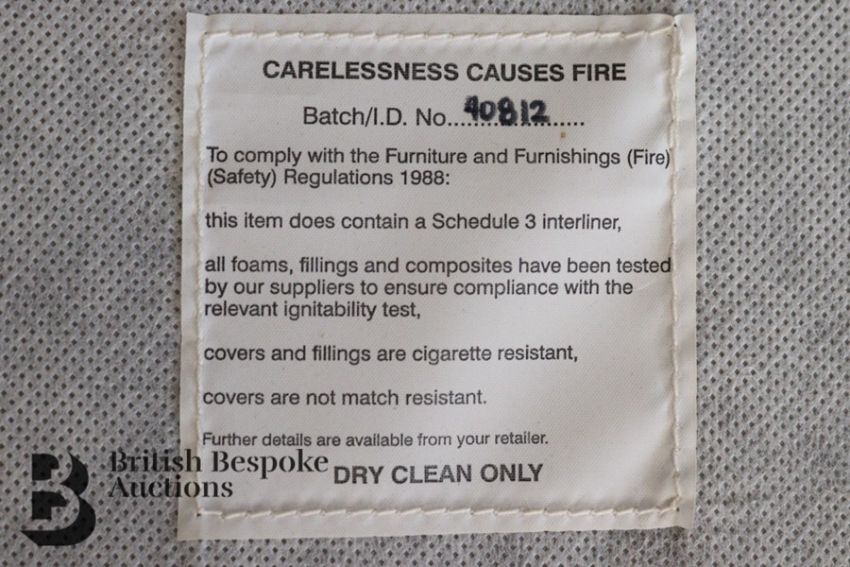 CARELESSNESS CAUSES FIRE
Batch/I.D. No....40812......
To comply with the Furniture and Furnishings (Fire)
(Safety) Regulations 1988:
this item does contain a Schedule 3 interliner,
all foams, fillings and composites have been tested
by our suppliers to ensure compliance with the
relevant ignitability test,
covers and fillings are cigarette resistant,
covers are not match resistant.
Further details are available from your retailer.
DRY CLEAN ONLY
B
British Bespoke
Auctions